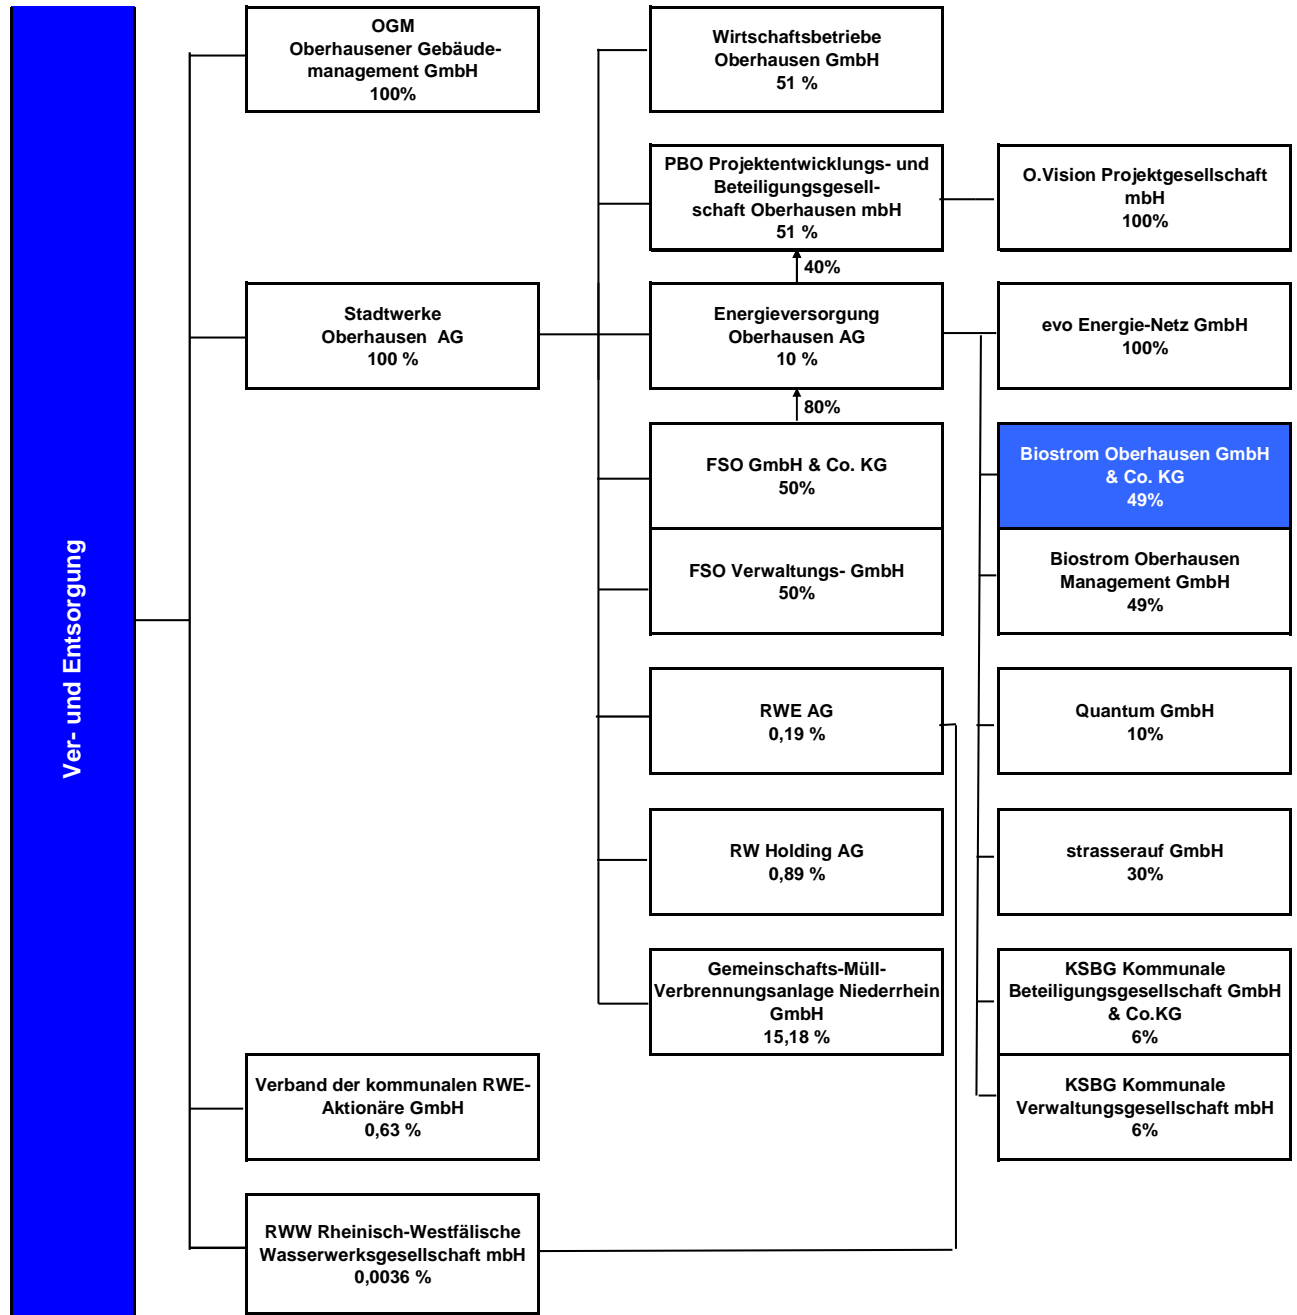 Ver- und Entsorgung
OGM
Oberhausener Gebäude-
management GmbH
100%
Stadtwerke
Oberhausen AG
100 %
Verband der kommunalen RWE-
Aktionäre GmbH
0,63 %
RWW Rheinisch-Westfälische
Wasserwerksgesellschaft mbH
0,0036 %
Wirtschaftsbetriebe
Oberhausen GmbH
51 %
PBO Projektentwicklungs- und
Beteiligungsgesell-
schaft Oberhausen mbH
51 %
40%
Energieversorgung
Oberhausen AG
10 %
80%
FSO GmbH & Co. KG
50%
FSO Verwaltungs- GmbH
50%
RWE AG
0,19 %
RW Holding AG
0,89 %
Gemeinschafts-Müll-
Verbrennungsanlage Niederrhein
GmbH
15,18 %
O.Vision Projektgesellschaft
mbH
100%
evo Energie-Netz GmbH
100%
Biostrom Oberhausen GmbH
& Co. KG
49%
Biostrom Oberhausen
Management GmbH
49%
Quantum GmbH
10%
strasserauf GmbH
30%
KSBG Kommunale
Beteiligungsgesellschaft GmbH
& Co.KG
6%
KSBG Kommunale
Verwaltungsgesellschaft mbH
6%